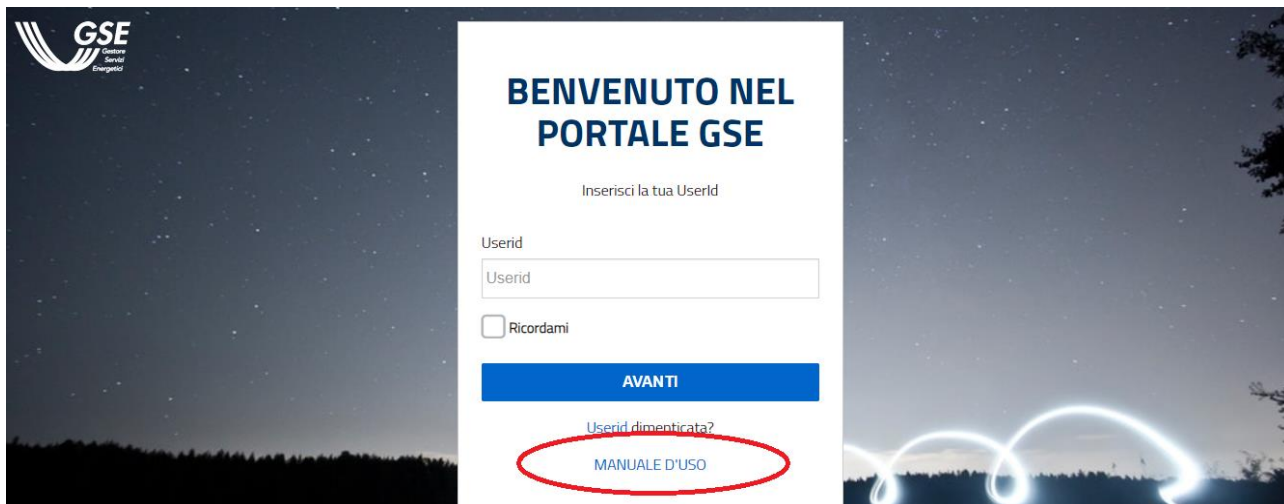 GSE
Gestore
Servizi
Energetici
BENVENUTO NEL
PORTALE GSE
Inserisci la tua UserId
Userid
Userid
Ricordami
AVANTI
Userid dimenticata?
MANUALE D'USO